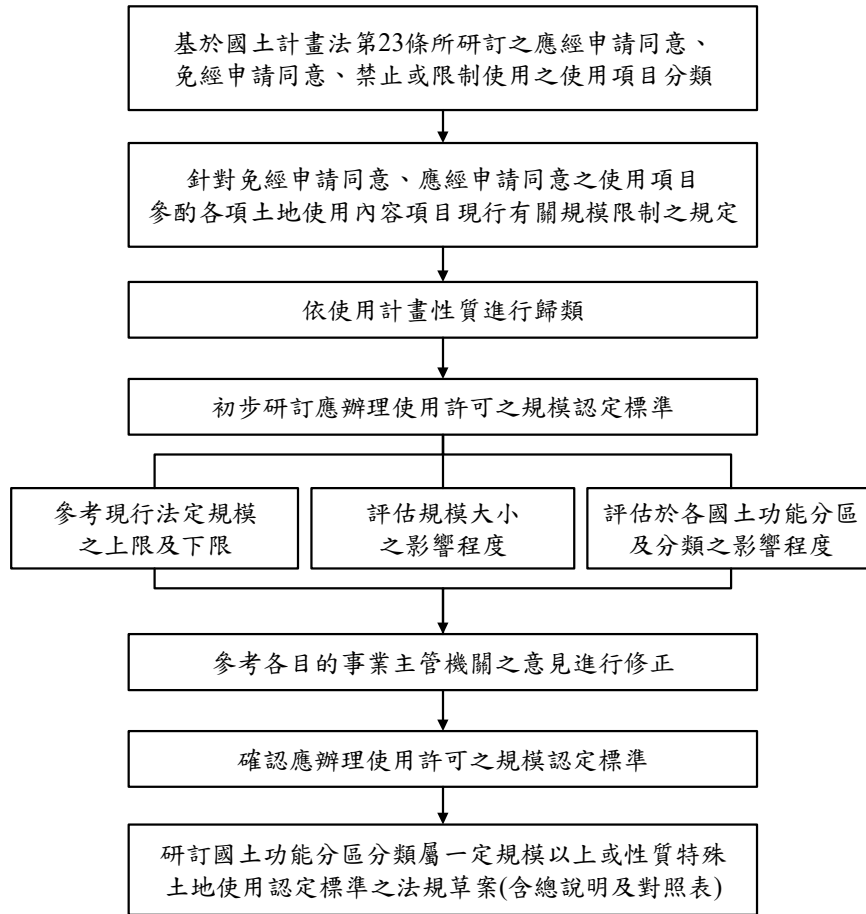 基於國土計畫法第23條所研訂之應經申請同意、
免經申請同意、禁止或限制使用之使用項目分類
針對免經申請同意、應經申請同意之使用項目
參酌各項土地使用內容項目現行有關規模限制之規定
依使用計畫性質進行歸類
初步研訂應辦理使用許可之規模認定標準
參考現行法定規模
之上限及下限
評估規模大小
之影響程度
評估於各國土功能分區
及分類之影響程度
參考各目的事業主管機關之意見進行修正
確認應辦理使用許可之規模認定標準
研訂國土功能分區分類屬一定規模以上或性質特殊
土地使用認定標準之法規草案(含總說明及對照表)